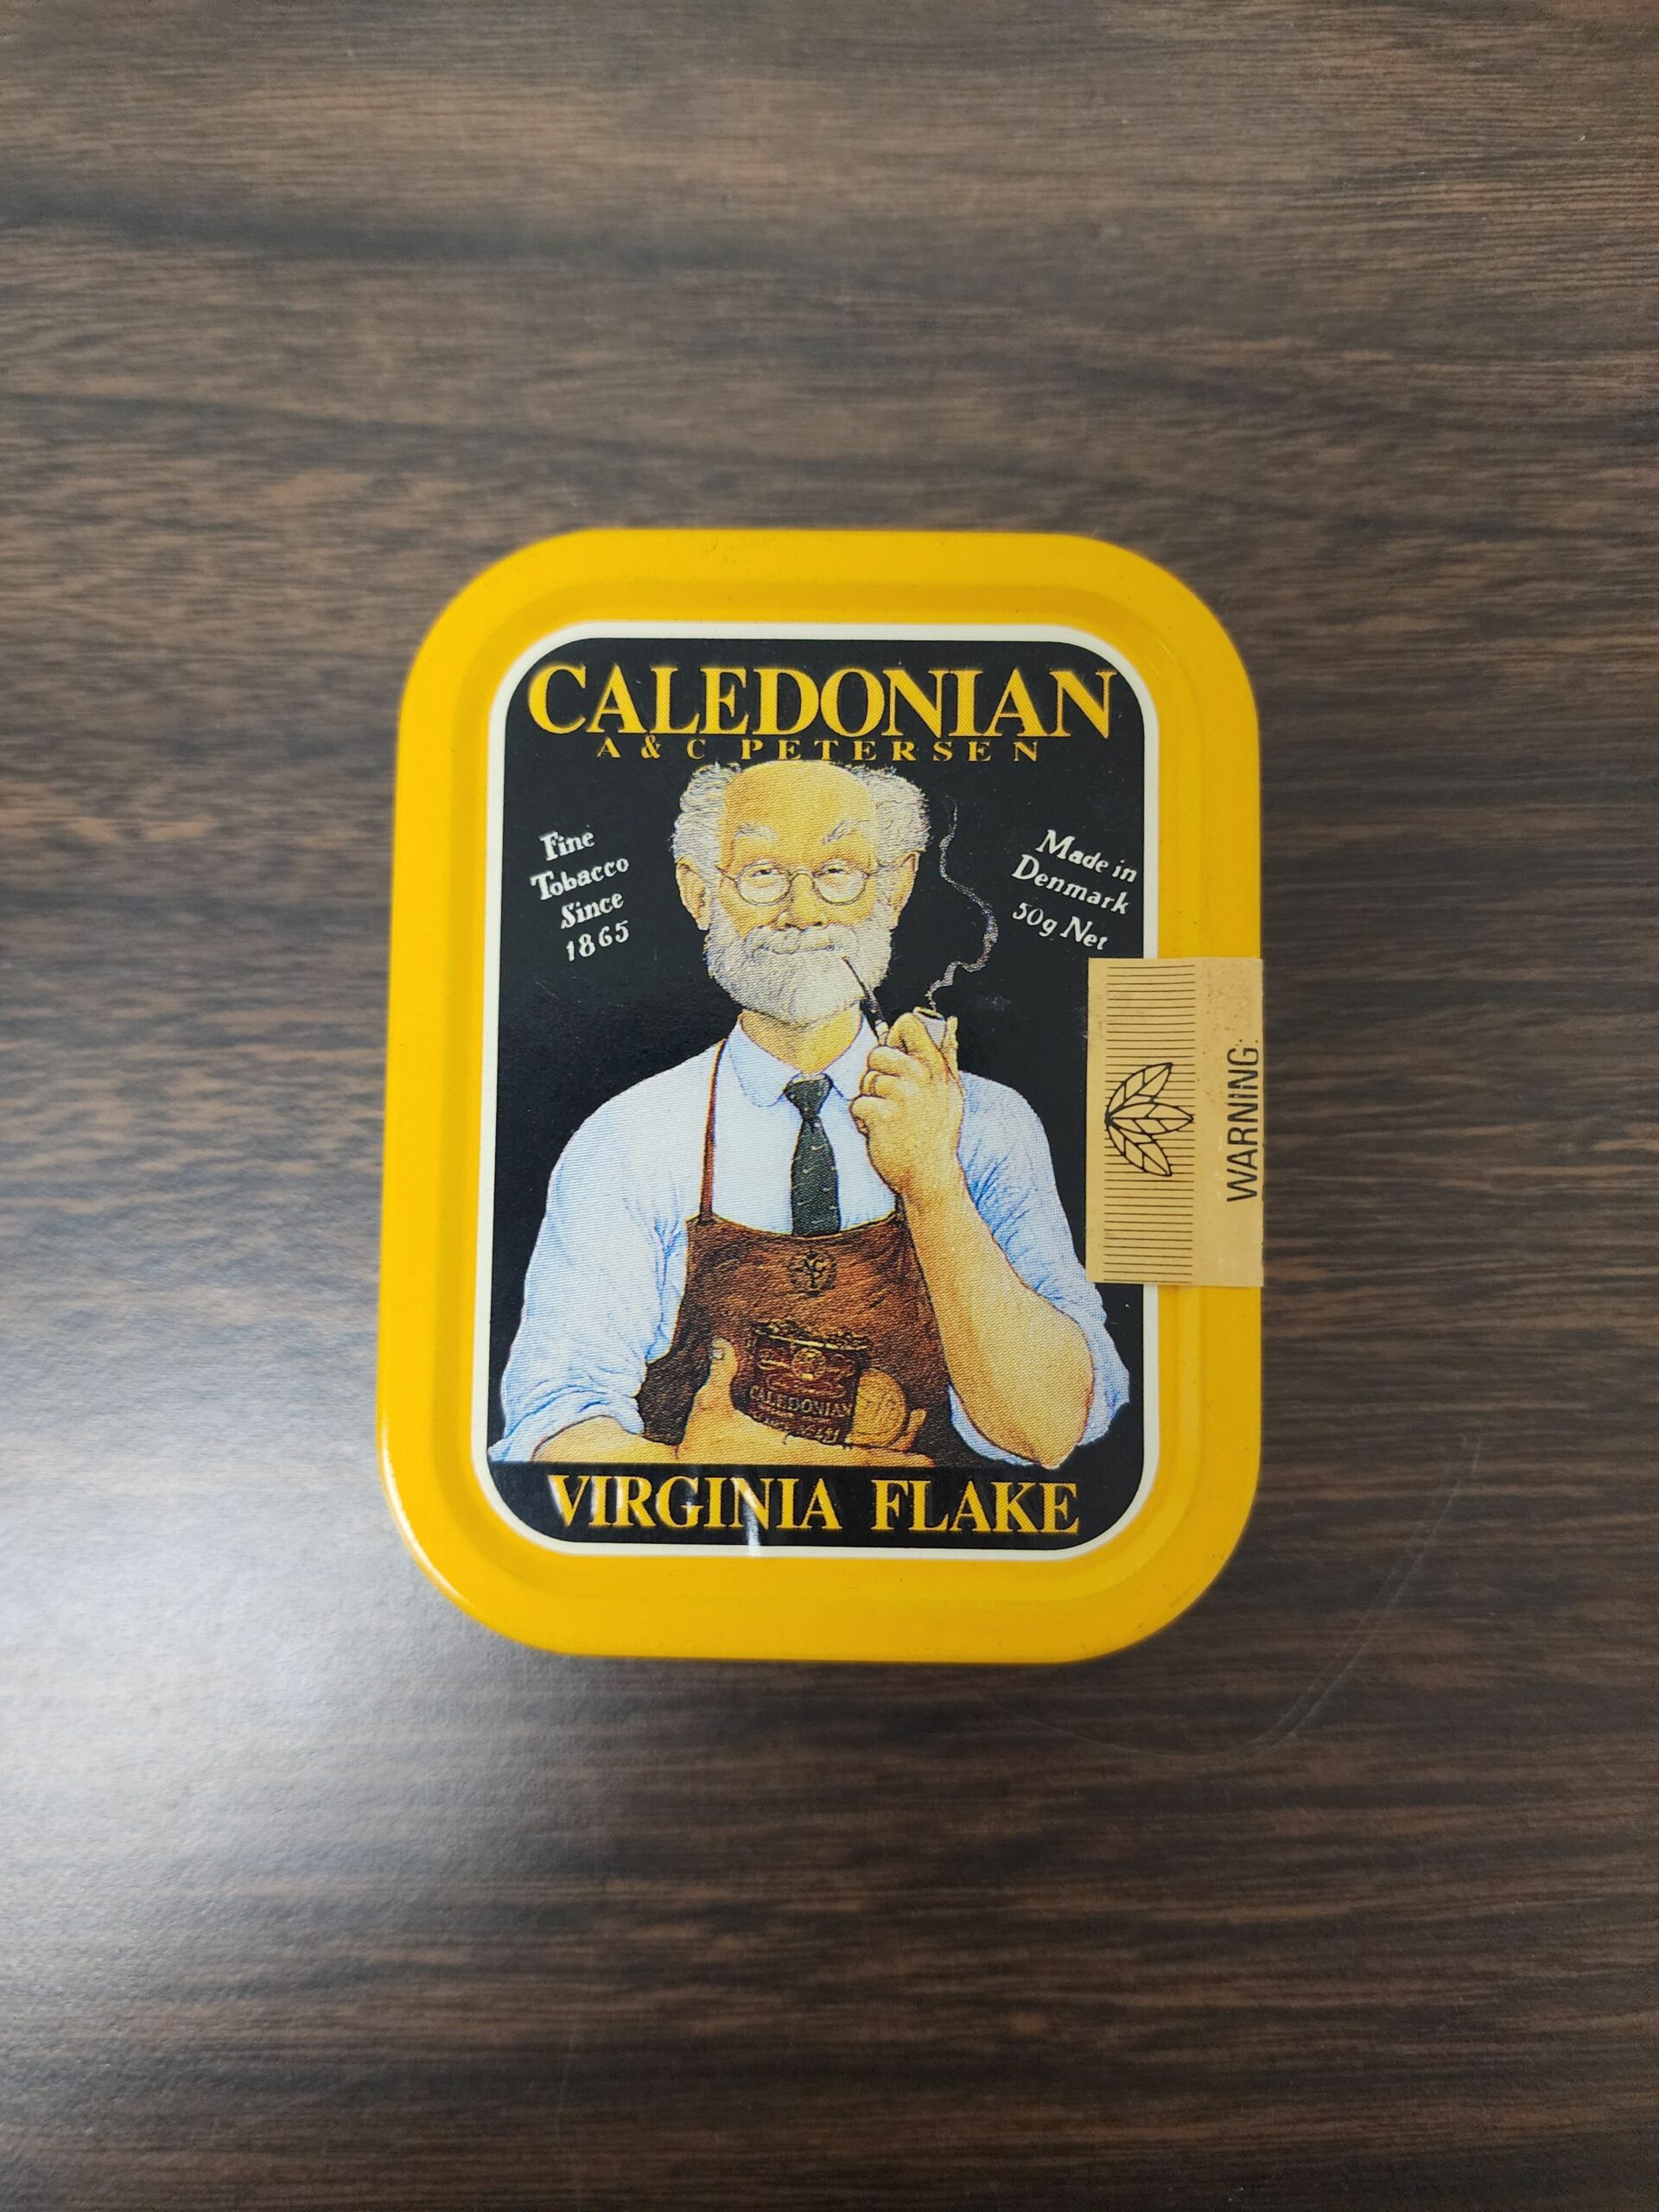 CALEDONIAN
A & C PETERSEN
Fine
Tobacco
Since
1865
Made in
Denmark
50g Net
WARNING:
CALEDONIAN
VIRGINIA FLAKE